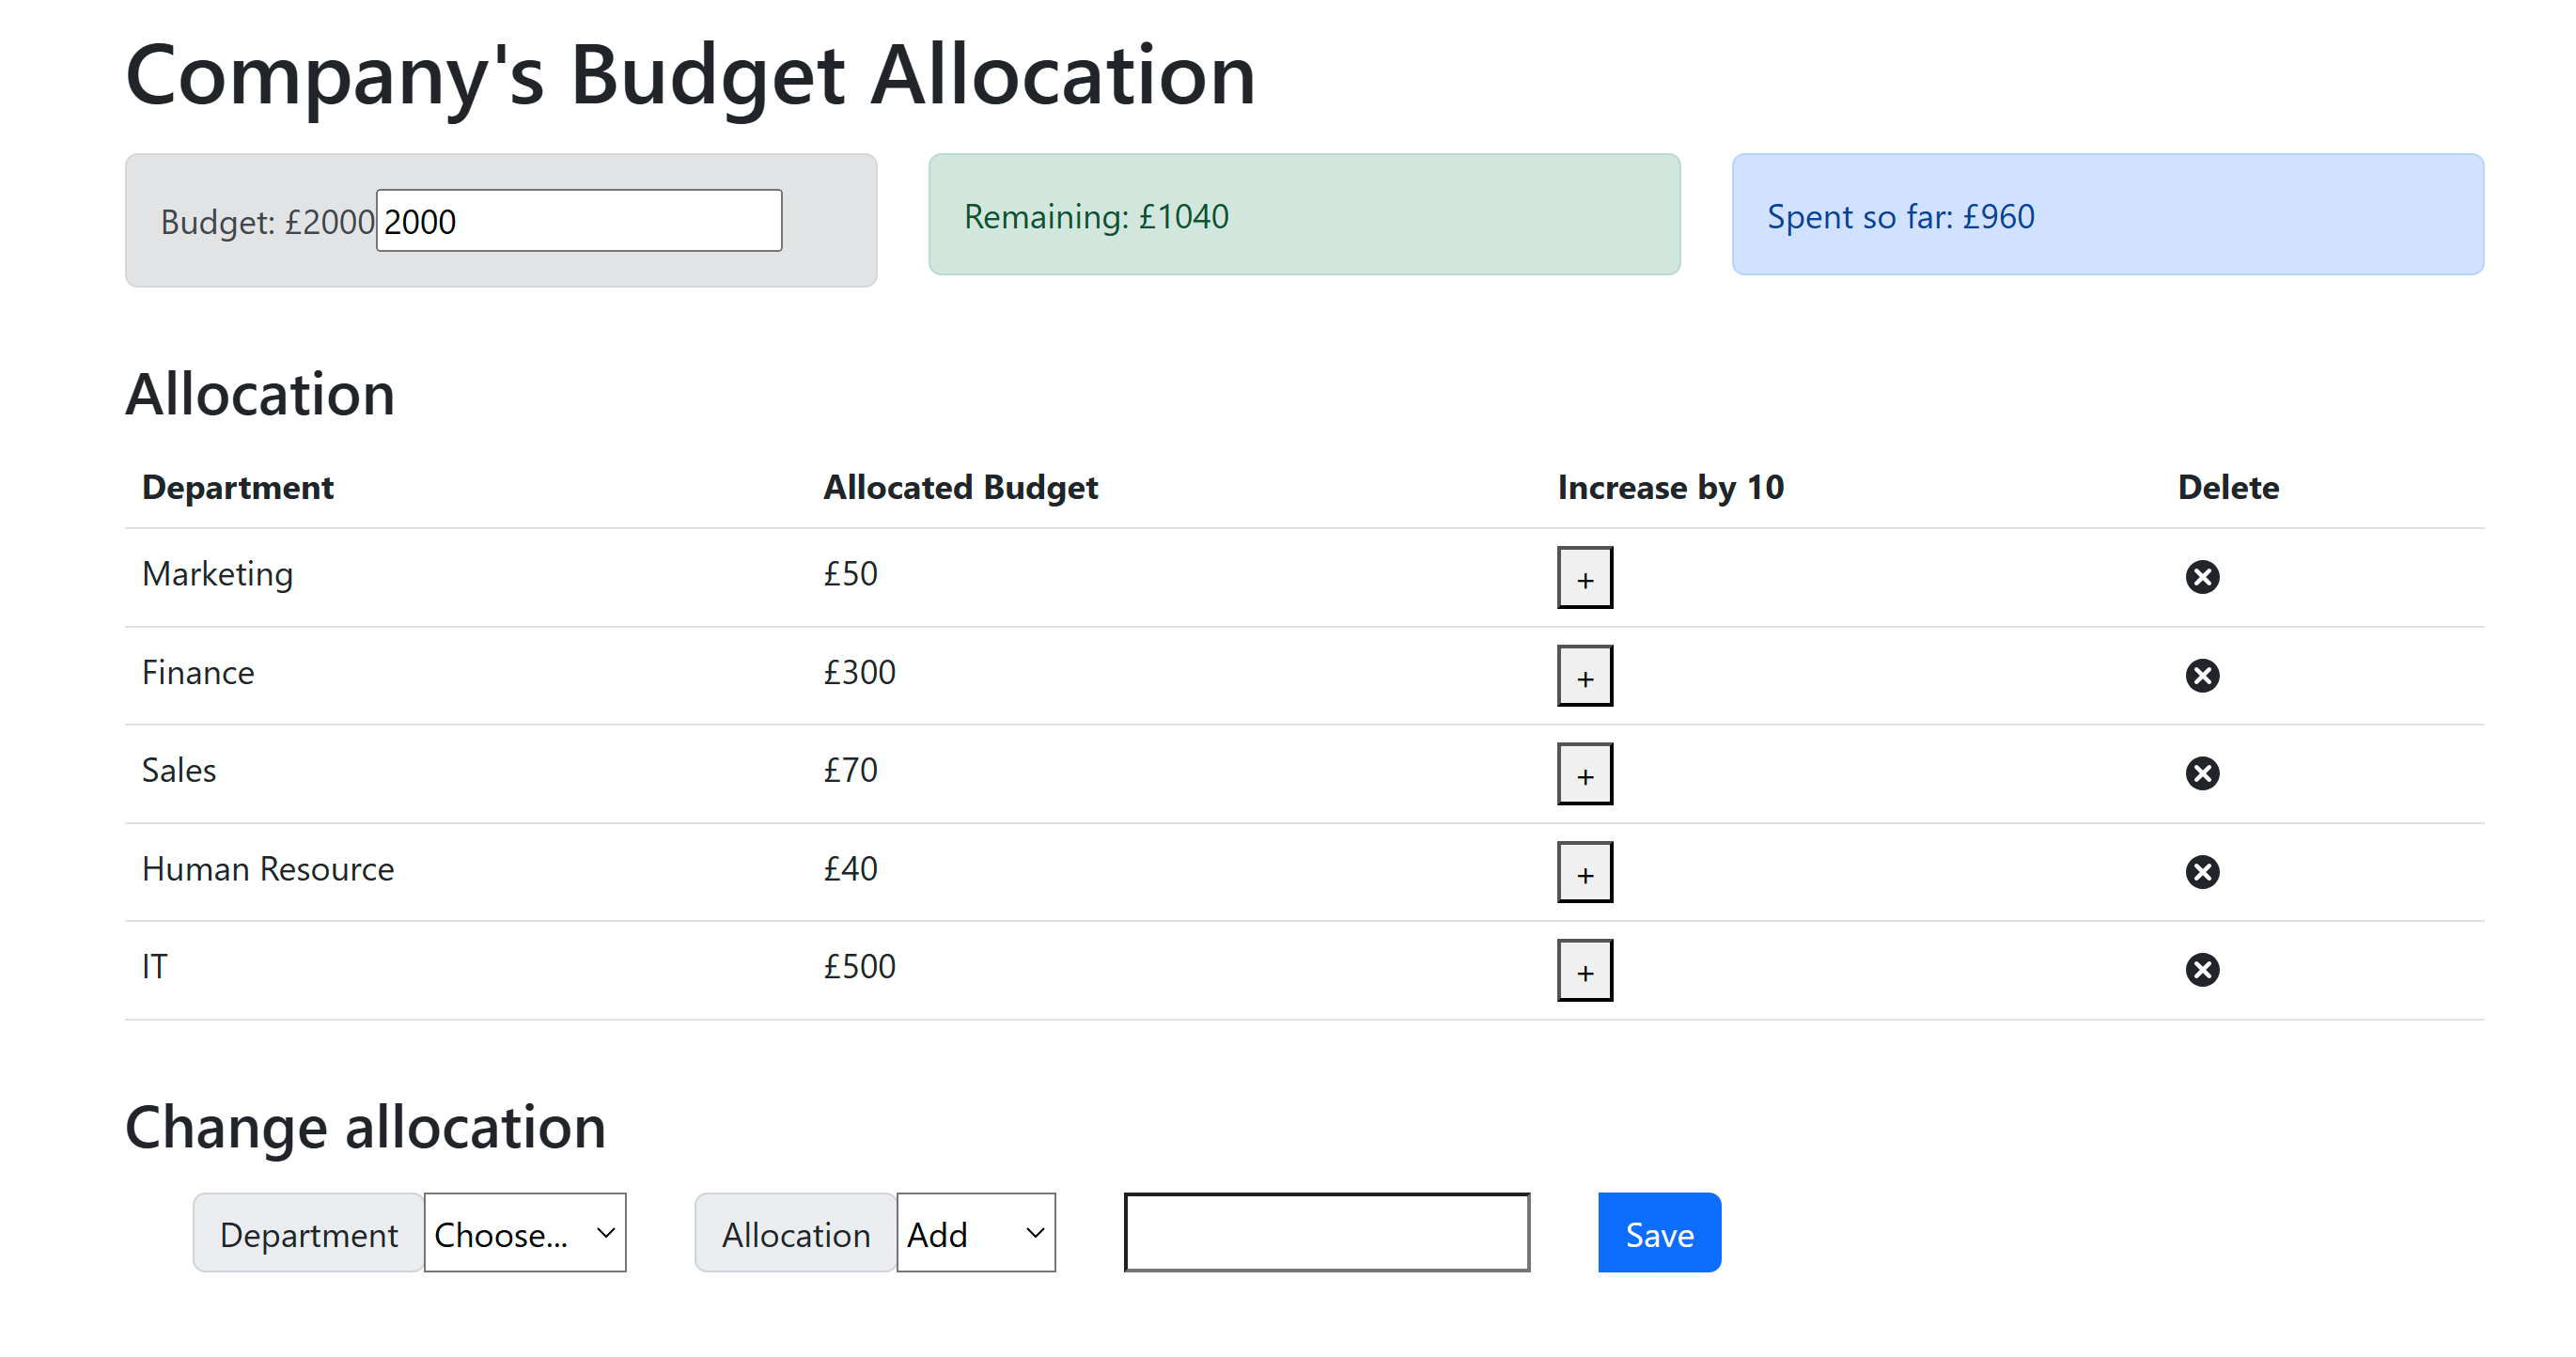 Company's Budget Allocation
Budget: £2000 2000
Remaining: £1040
Spent so far: £960
Allocation
Department Allocated Budget Increase by 10 Delete
Marketing £50 +
Finance £300 +
Sales £70 +
Human Resource £40 +
IT £500 +
Change allocation
Department Choose... Allocation Add Save